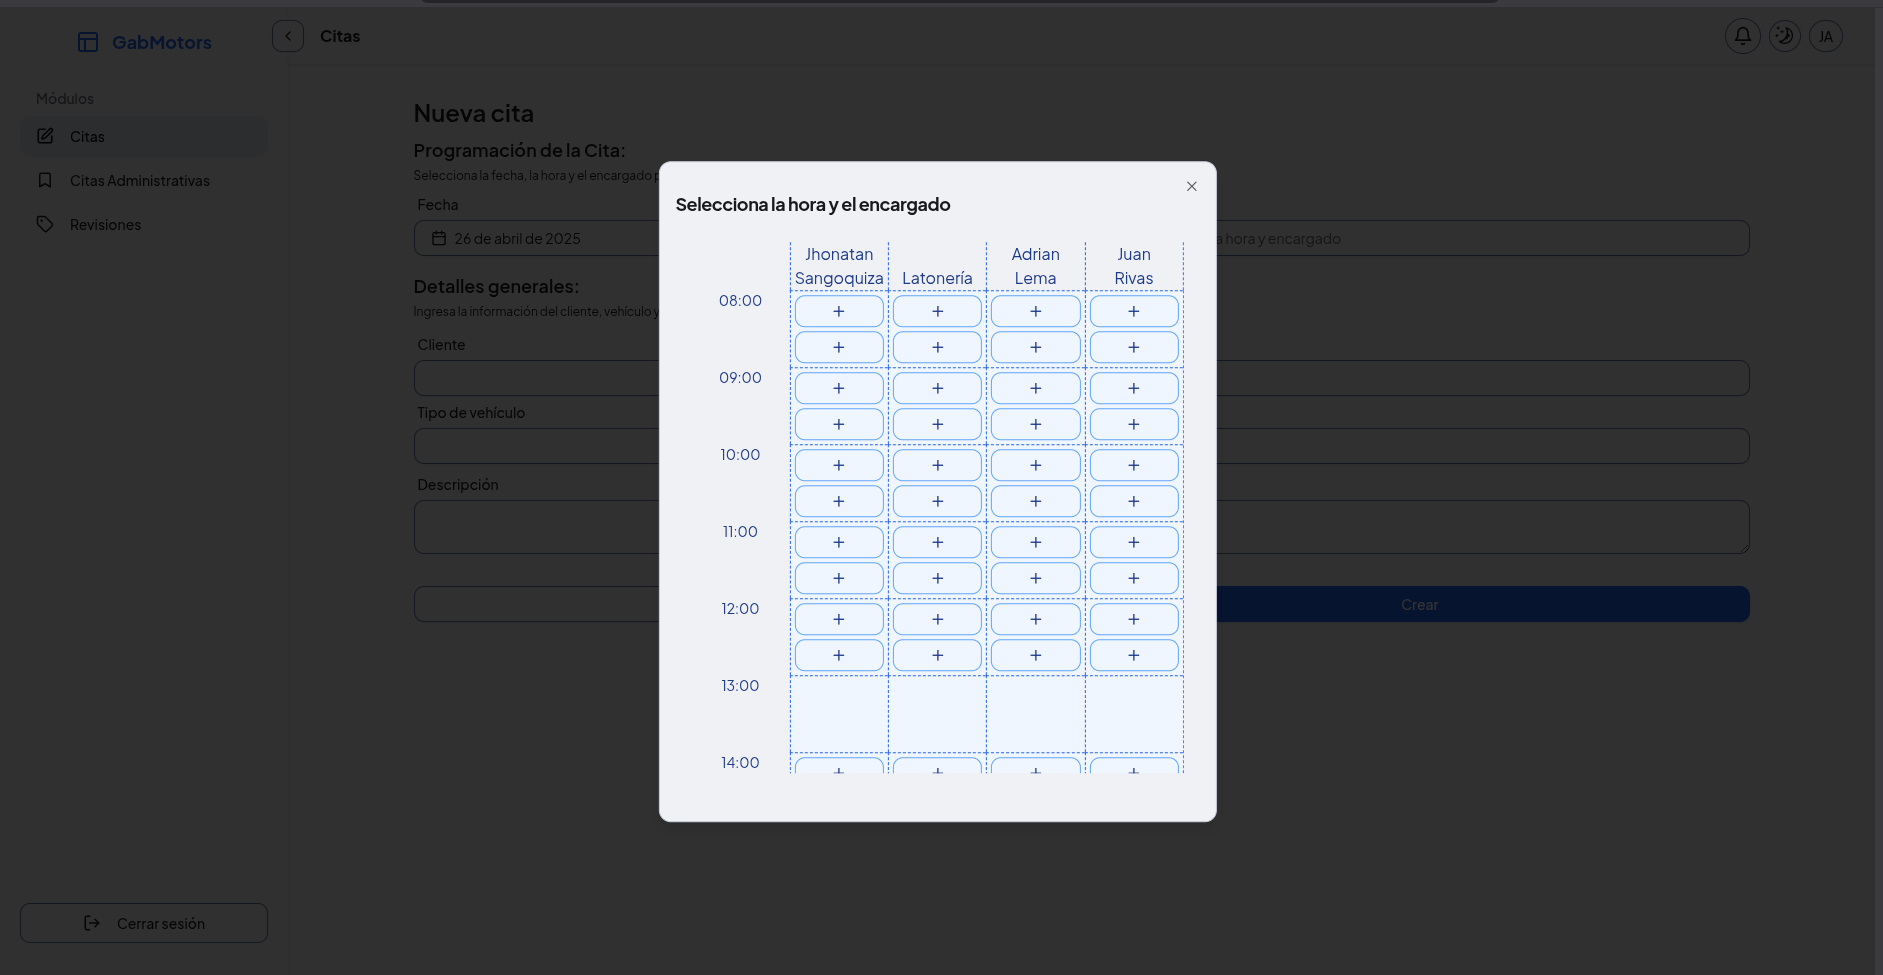 GabMotors
Citas
JA
Módulos
Citas
Citas Administrativas
Revisiones
Cerrar sesión
Nueva cita
Programación de la Cita:
Selecciona la fecha, la hora y el encargado
Fecha
26 de abril de 2025
a hora y encargado
Detalles generales:
Ingresa la información del cliente, vehículo y
Cliente
Tipo de vehículo
Descripción
Crear
Selecciona la hora y el encargado
Jhonatan
Sangoquiza
Latonería
Adrian
Lema
Juan
Rivas
08:00
+ + + +
+ + + +
09:00
+ + + +
+ + + +
10:00
+ + + +
+ + + +
11:00
+ + + +
+ + + +
12:00
+ + + +
+ + + +
13:00
14:00
+ + + +